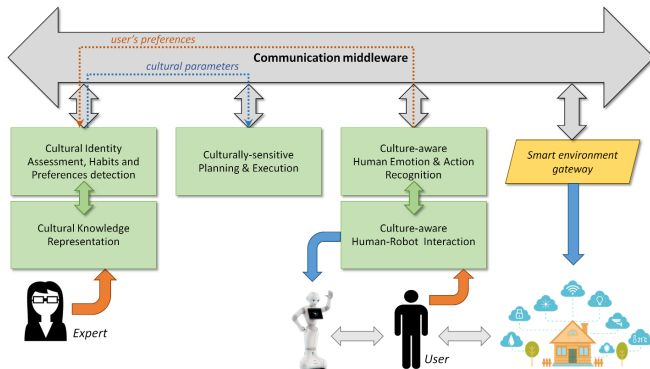 user's preferences
Communication middleware
cultural parameters
Cultural Identity
Assessment, Habits and
Preferences detection
Culturally-sensitive
Planning & Execution
Culture-aware
Human Emotion & Action
Recognition
Smart environment
gateway
Cultural Knowledge
Representation
Culture-aware
Human-Robot Interaction
Expert
User